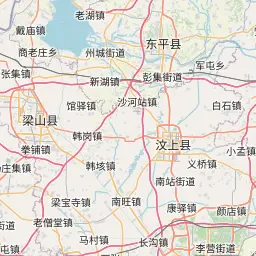 老湖镇
戴庙镇
州城街道
东平县
商老庄乡
军屯乡
张集镇
新湖镇
彭集街道
馆驿镇
沙河站镇
白石镇
梁山县
韩岗镇
汶上县
拳铺镇
小孟镇
韩垓镇
义桥镇
庄集镇
南站街道
梁宝寺镇
南旺镇
老僧堂镇
康驿镇
颜店镇
马村镇
长沟镇
李营街道